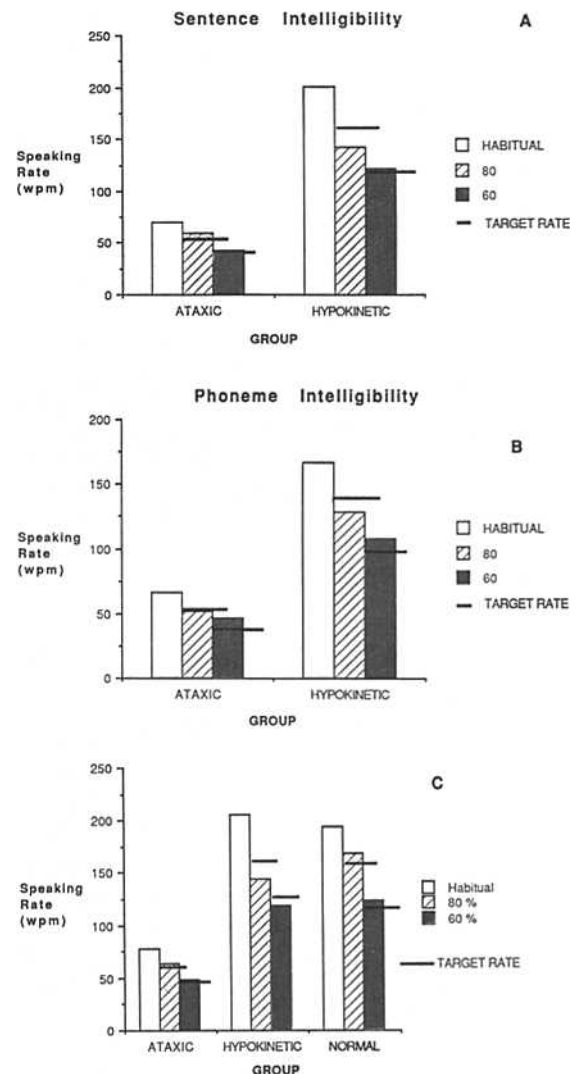 Sentence Intelligibility
A
250
200
150
100
50
0
Speaking
Rate
(wpm)
HABITUAL
80
60
TARGET RATE
ATAXIC HYPOKINETIC
GROUP
Phoneme Intelligibility
B
200
150
100
50
0
Speaking
Rate
(wpm)
HABITUAL
80
60
TARGET RATE
ATAXIC HYPOKINETIC
GROUP
C
250
200
150
100
50
0
Speaking
Rate
(wpm)
Habitual
80 %
60 %
TARGET RATE
ATAXIC HYPOKINETIC NORMAL
GROUP